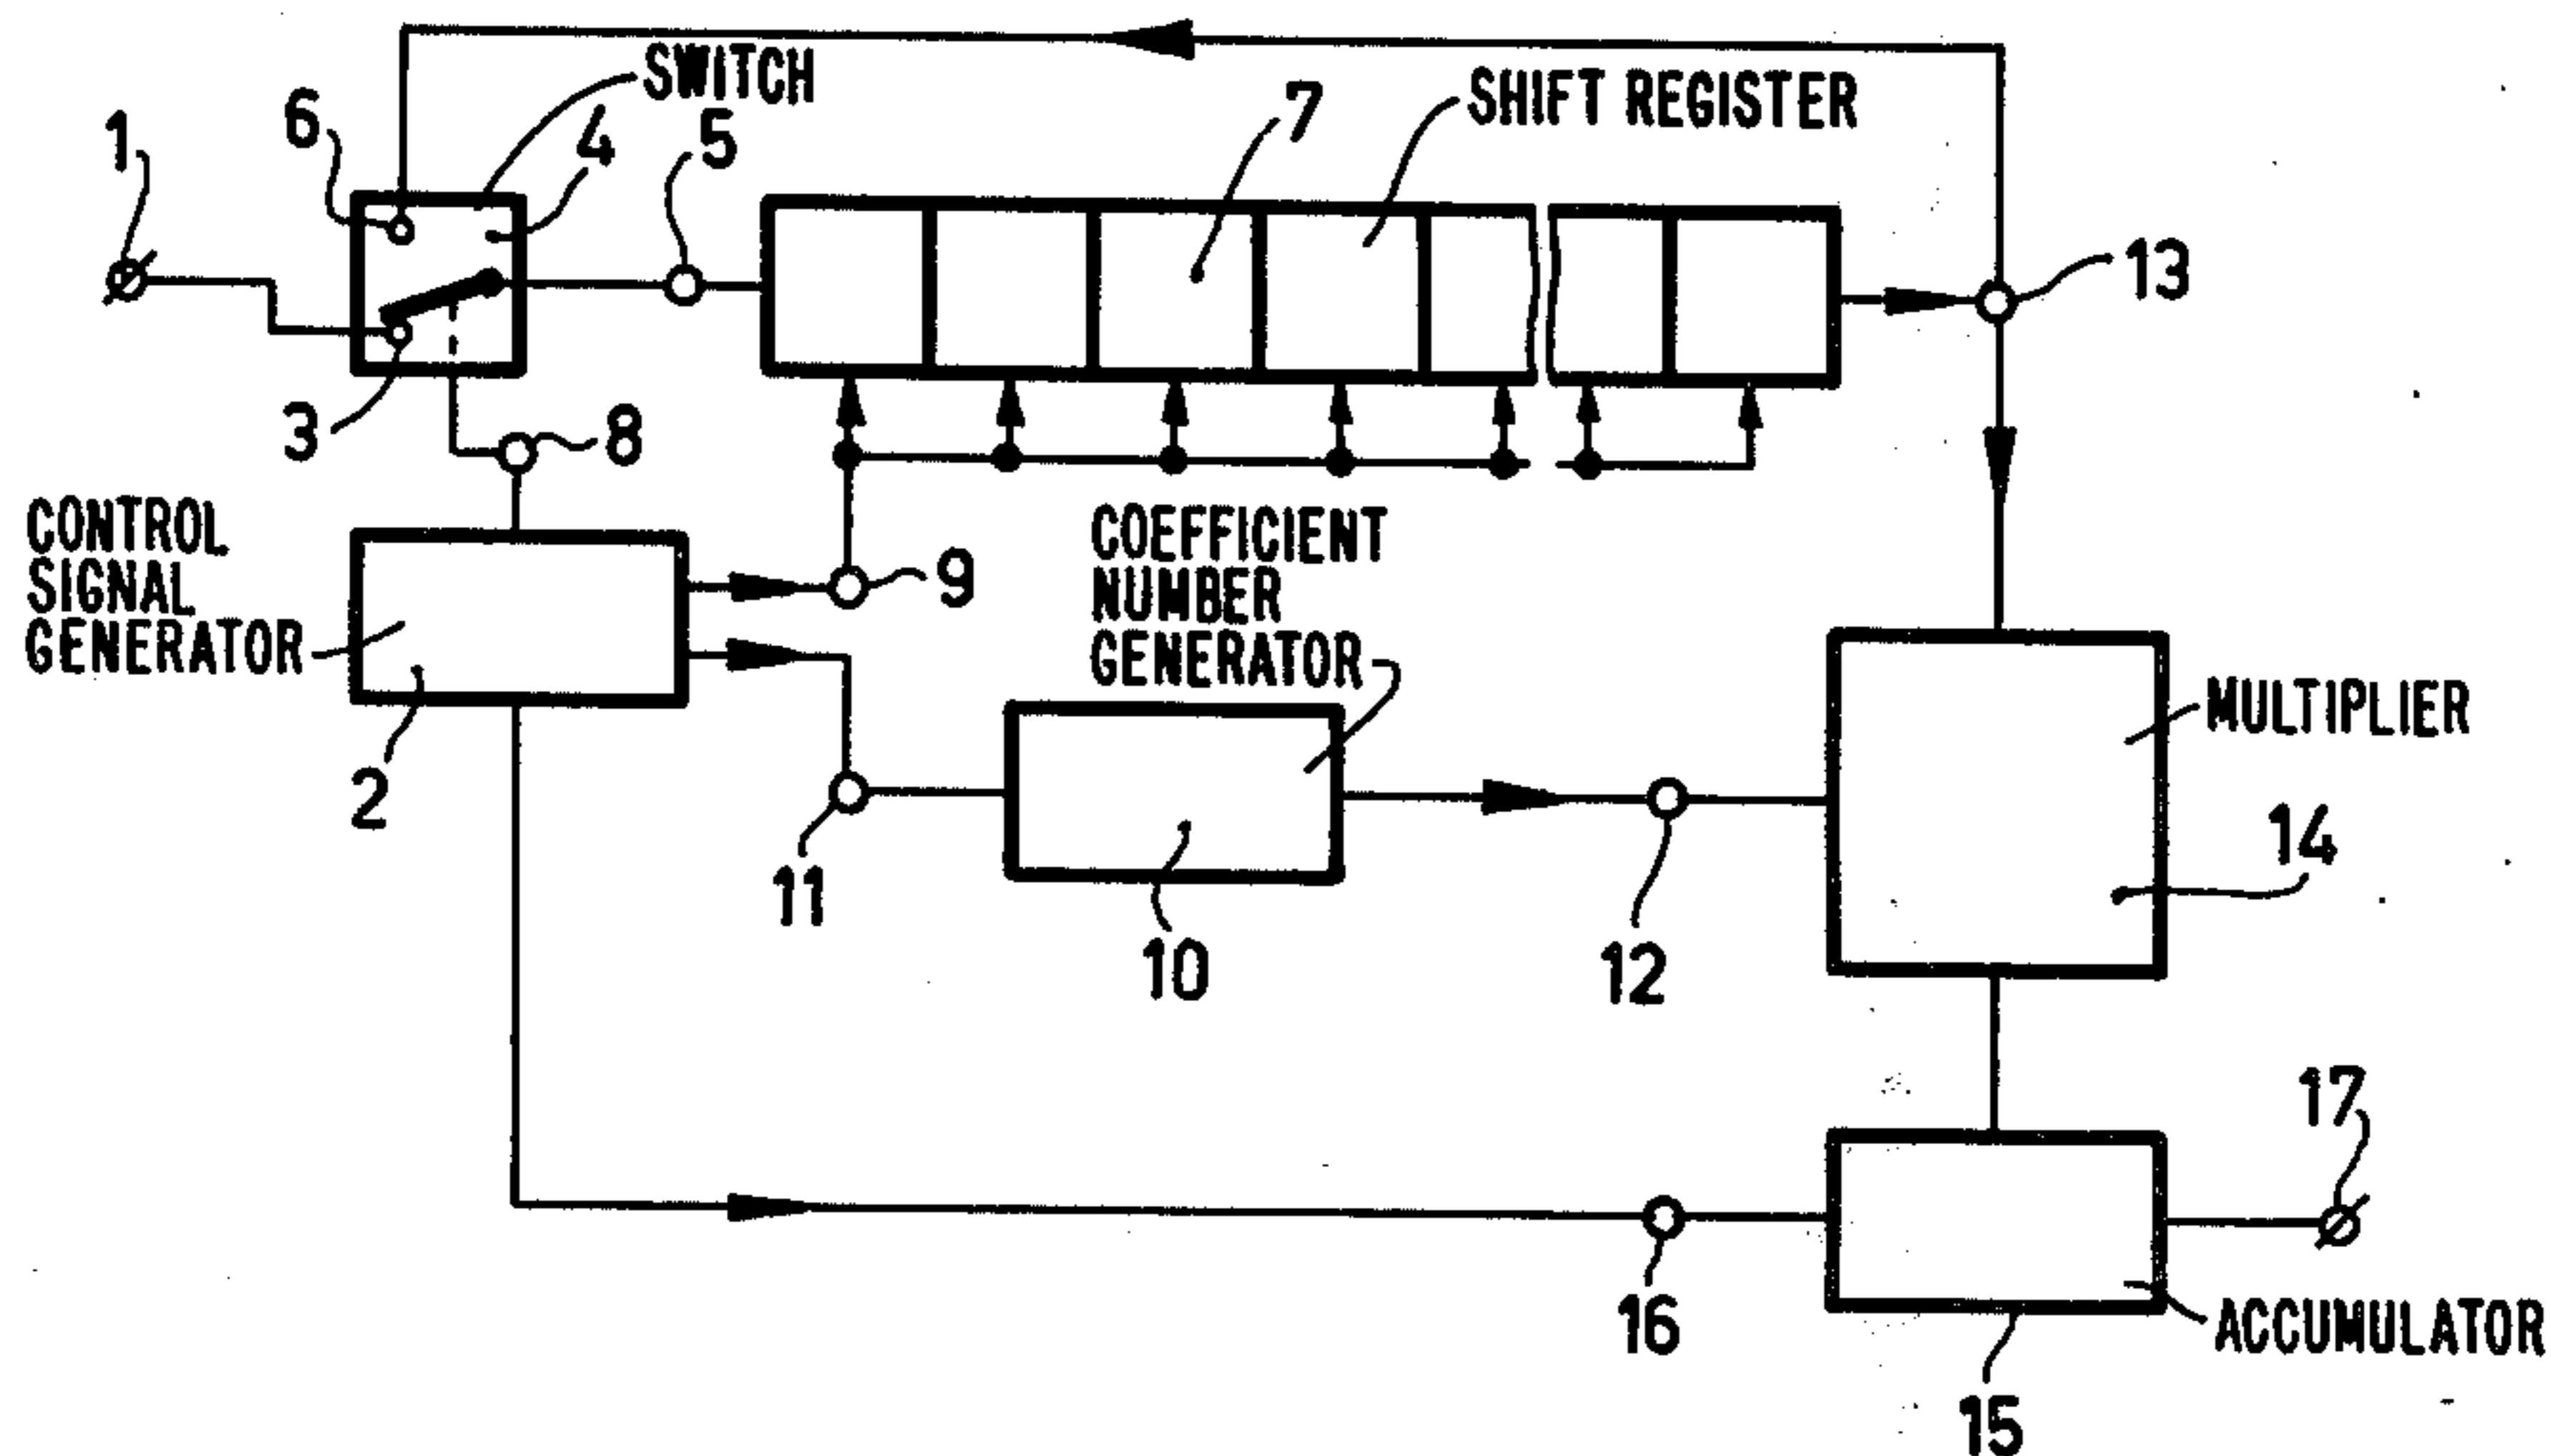 SWITCH
6
4
5
7
SHIFT REGISTER
1
13
3
8
CONTROL
SIGNAL
GENERATOR
9
COEFFICIENT
NUMBER
GENERATOR
MULTIPLIER
2
11
10
12
14
17
16
ACCUMULATOR
15